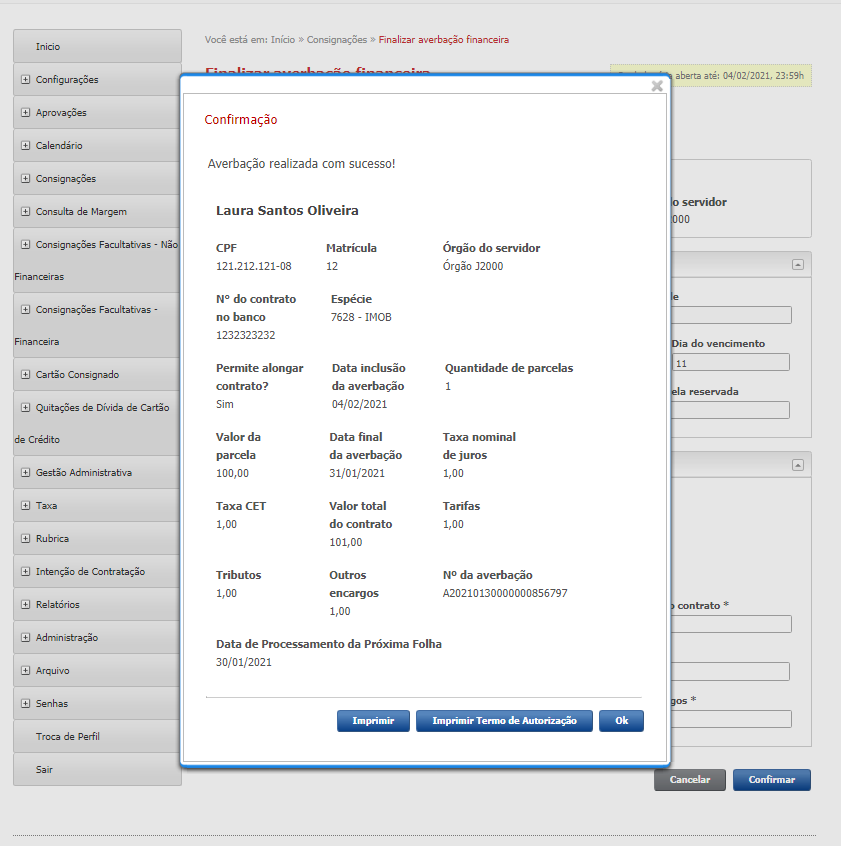 Você está em: Início » Consignações » Finalizar averbação financeira
Inicio
Configurações
Aprovações
Calendário
Consignações
Consulta de Margem
Consignações Facultativas - Não
Financeiras
Consignações Facultativas -
Financeira
Cartão Consignado
Quitações de Dívida de Cartão
de Crédito
Gestão Administrativa
Taxa
Rubrica
Intenção de Contratação
Relatórios
Administração
Arquivo
Senhas
Troca de Perfil
Sair
Finalizar averbação financeira
aberta até: 04/02/2021, 23:59h
Confirmação
Averbação realizada com sucesso!
Laura Santos Oliveira
CPF Matrícula Órgão do servidor
121.212.121-08 12 Órgão J2000
N° do contrato Espécie
no banco 7628 - IMOB
1232323232
Permite alongar Data inclusão Quantidade de parcelas
contrato? da averbação 1
Sim 04/02/2021
Valor da Data final Taxa nominal
parcela da averbação de juros
100,00 31/01/2021 1,00
Taxa CET Valor total Tarifas
1,00 do contrato 1,00
101,00
Tributos Outros Nº da averbação
1,00 encargos A20210130000000856797
1,00
Data de Processamento da Próxima Folha
30/01/2021
Imprimir Imprimir Termo de Autorização Ok
o servidor
000
Dia do vencimento
11
ela reservada
o contrato *
gos *
Cancelar Confirmar